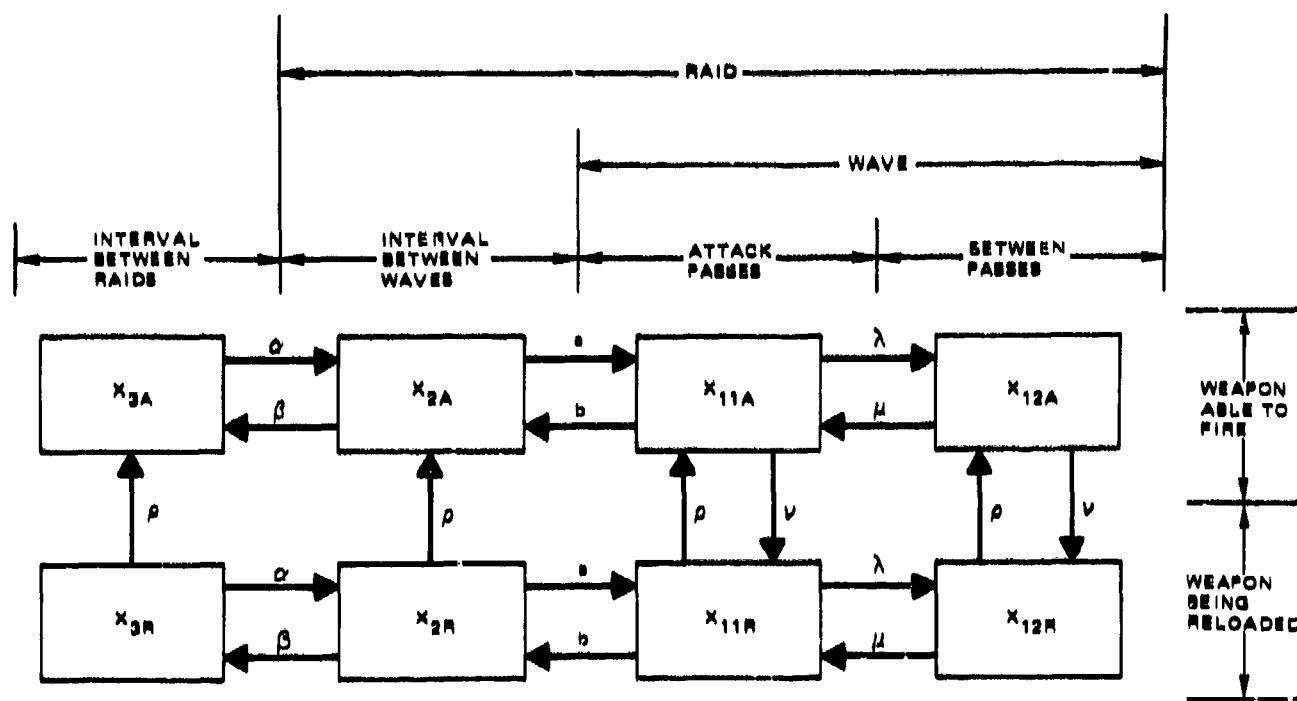 RAID
WAVE
INTERVAL
BETWEEN
RAIDS
INTERVAL
BETWEEN
WAVES
ATTACK
PASSES
BETWEEN
PASSES
α a λ
X3A X2A X11A X12A
β b μ
WEAPON
ABLE TO
FIRE
ρ ρ ρ ν ρ ν
α a λ
X3R X2R X11R X12R
β b μ
WEAPON
BEING
RELOADED